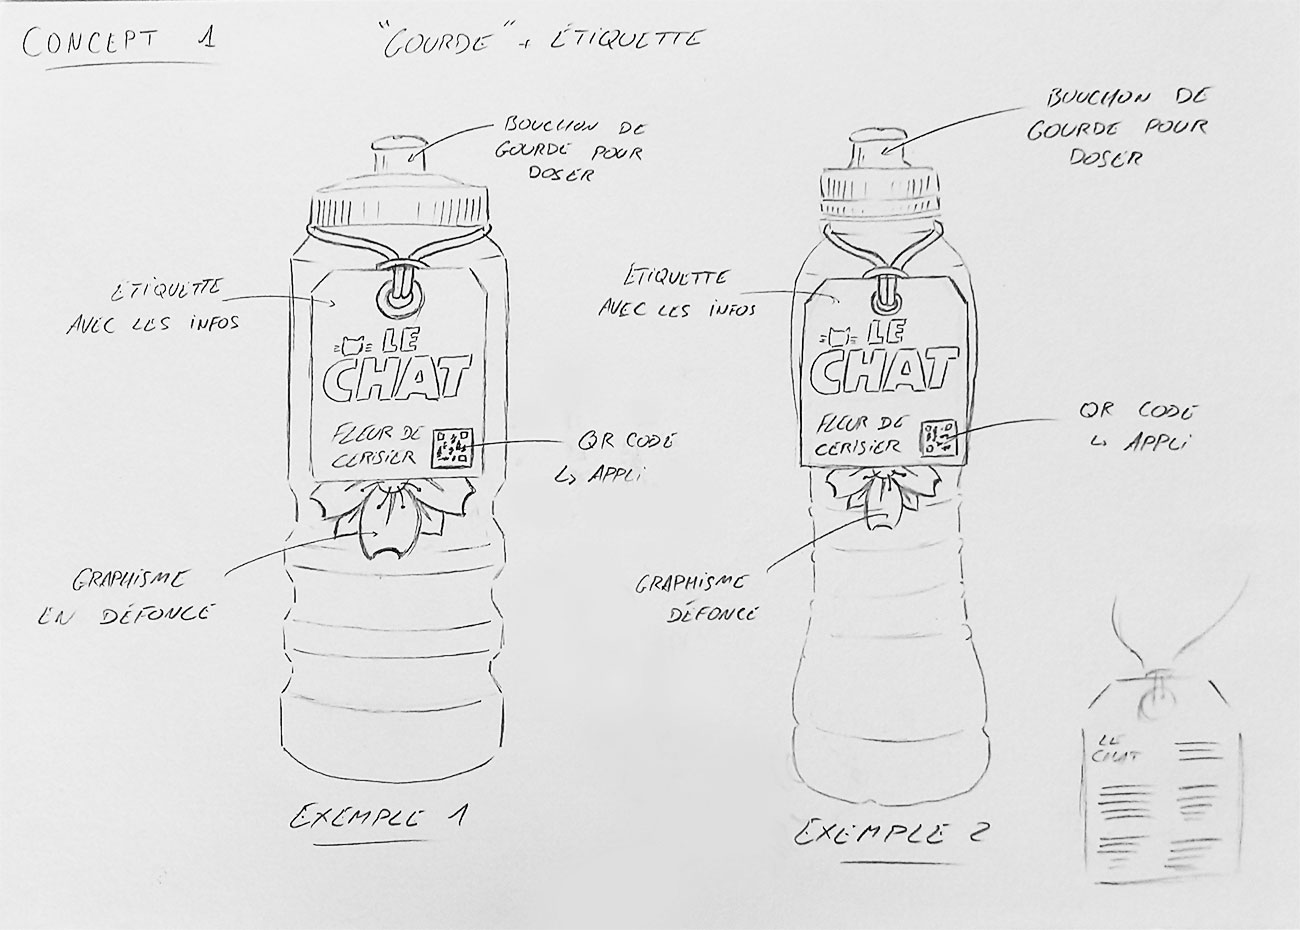 CONCEPT 1
"GOURDE" + ÉTIQUETTE
BOUCHON DE
GOURDE POUR
DOSER
ÉTIQUETTE
AVEC LES INFOS
LE
CHAT
FLEUR DE
CERISIER
QR CODE
↳ APPLI
GRAPHISME
EN DÉFONCE
EXEMPLE 1
BOUCHON DE
GOURDE POUR
DOSER
ÉTIQUETTE
AVEC LES INFOS
LE
CHAT
FLEUR DE
CERISIER
QR CODE
↳ APPLI
GRAPHISME
DÉFONCE
EXEMPLE 2
LE
CHAT